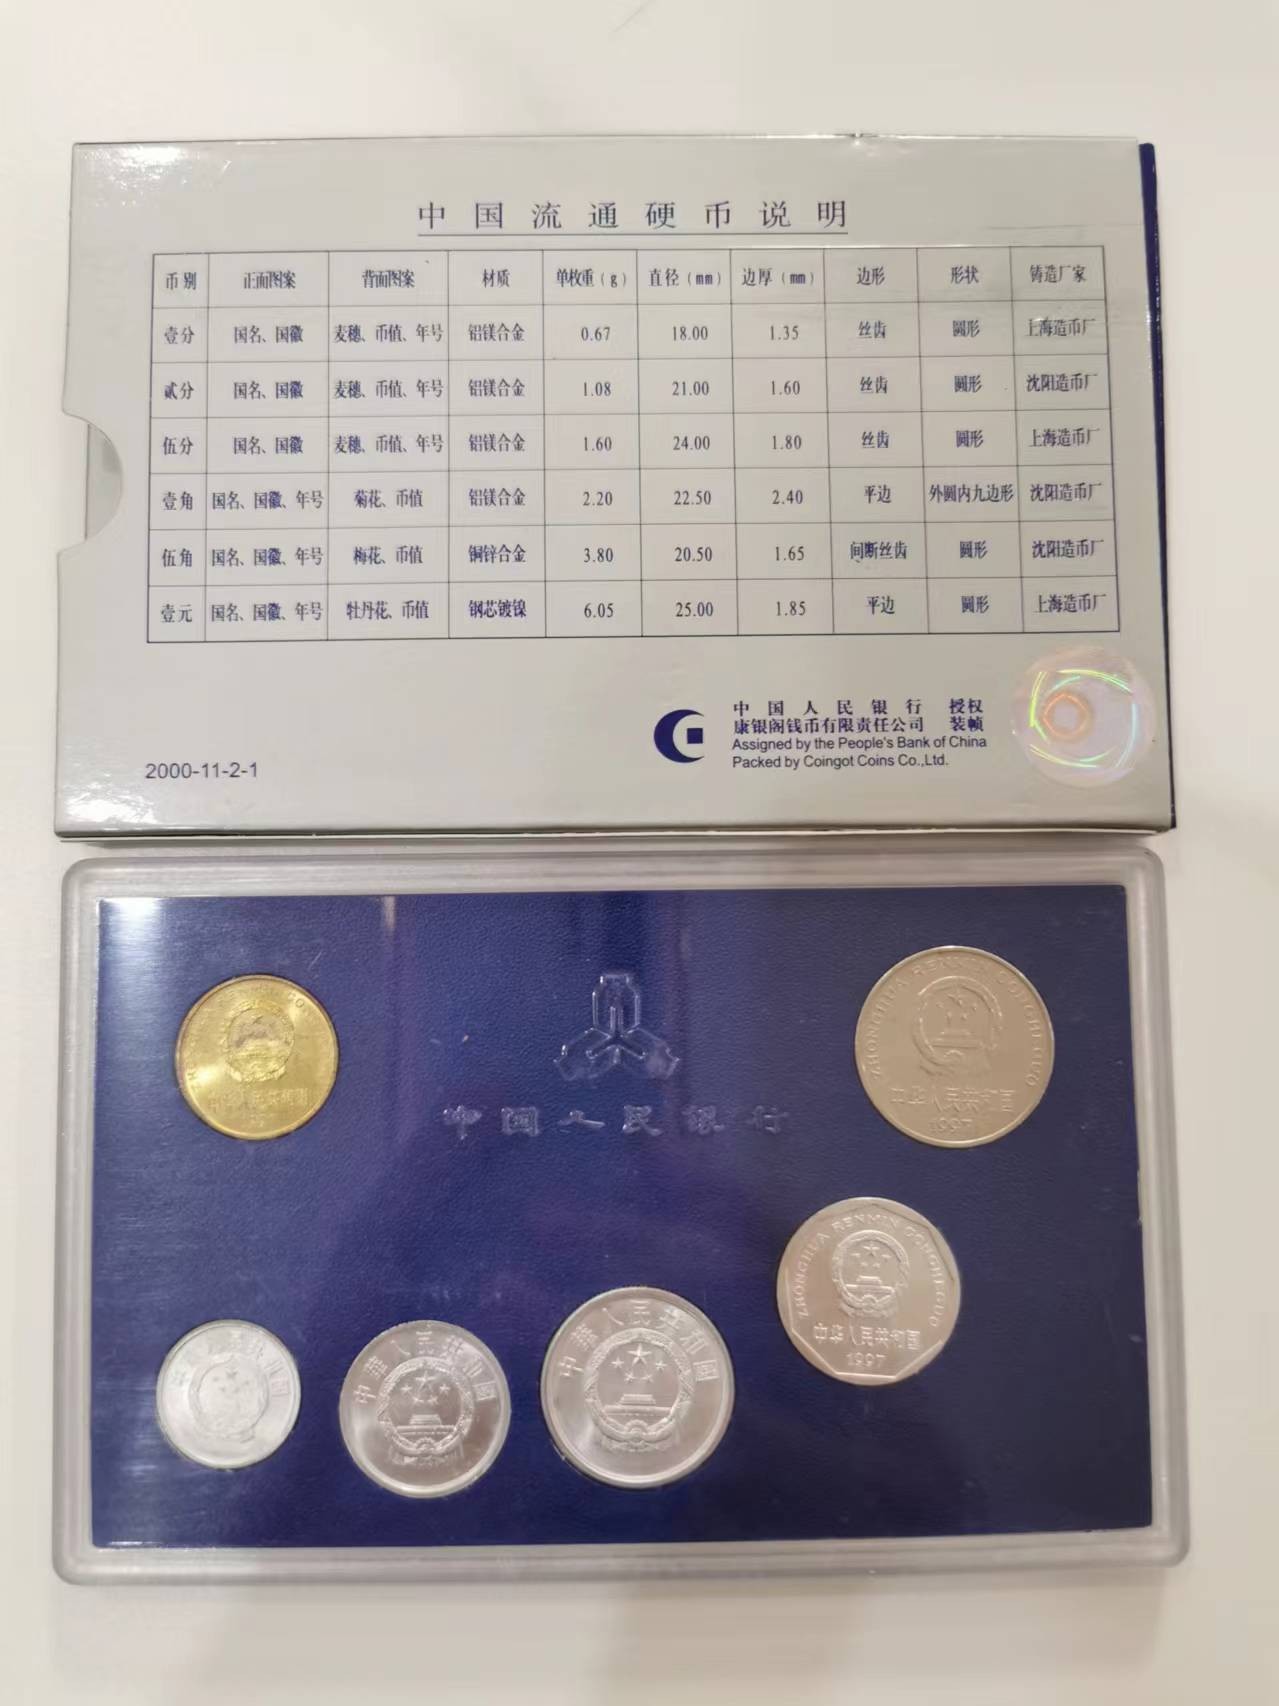 中国流通硬币说明
币别 正面图案 背面图案 材质 单枚重(g) 直径(mm) 边厚(mm) 边形 形状 铸造厂家
壹分 国名、国徽 麦穗、币值、年号 铝镁合金 0.67 18.00 1.35 丝齿 圆形 上海造币厂
贰分 国名、国徽 麦穗、币值、年号 铝镁合金 1.08 21.00 1.60 丝齿 圆形 沈阳造币厂
伍分 国名、国徽 麦穗、币值、年号 铝镁合金 1.60 24.00 1.80 丝齿 圆形 上海造币厂
壹角 国名、国徽、年号 菊花、币值 铝镁合金 2.20 22.50 2.40 平边 外圆内九边形 沈阳造币厂
伍角 国名、国徽、年号 梅花、币值 铜锌合金 3.80 20.50 1.65 间断丝齿 圆形 沈阳造币厂
壹元 国名、国徽、年号 牡丹花、币值 钢芯镀镍 6.05 25.00 1.85 平边 圆形 上海造币厂
中国人民银行 授权
康银阁钱币有限责任公司 装帧
Assigned by the People's Bank of China
Packed by Coingot Coins Co.,Ltd.
2000-11-2-1
中华人民共和国
ZHONGHUA RENMIN GONGHEGUO
中华人民共和国
1997
中国人民银行
ZHONGHUA RENMIN GONGHEGUO
中华人民共和国
1997
中華人民共和國
中華人民共和國